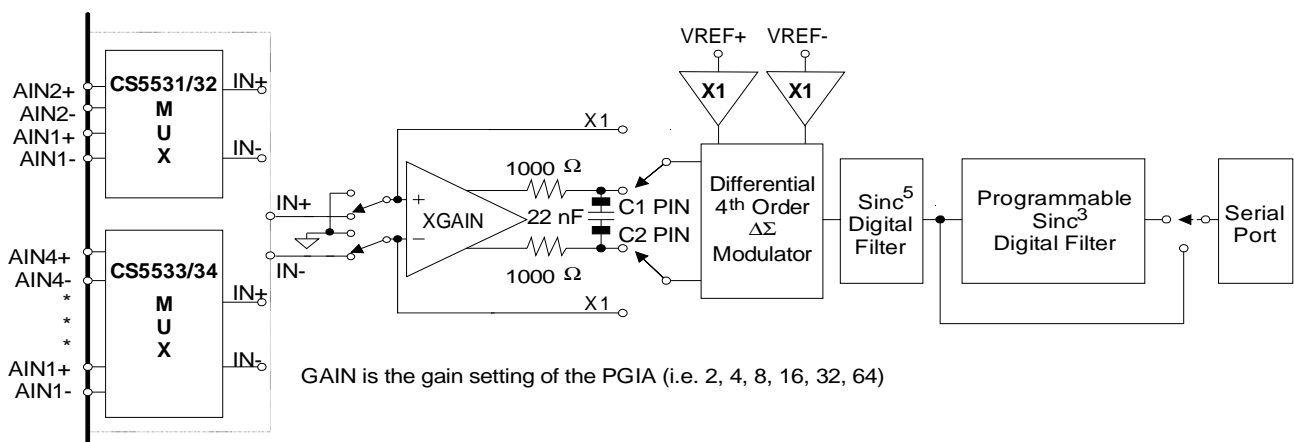 VREF+
VREF-
X1
X1
CS5531/32
M
U
X
IN+
IN-
AIN2+
AIN2-
AIN1+
AIN1-
CS5533/34
M
U
X
IN+
IN-
AIN4+
AIN4-
*
*
*
AIN1+
AIN1-
IN+
IN-
X1
+
XGAIN
−
1000 Ω
22 nF
C1 PIN
C2 PIN
1000 Ω
X1
Differential
4th Order
ΔΣ
Modulator
Sinc⁵
Digital
Filter
Programmable
Sinc³
Digital Filter
Serial
Port
GAIN is the gain setting of the PGIA (i.e. 2, 4, 8, 16, 32, 64)